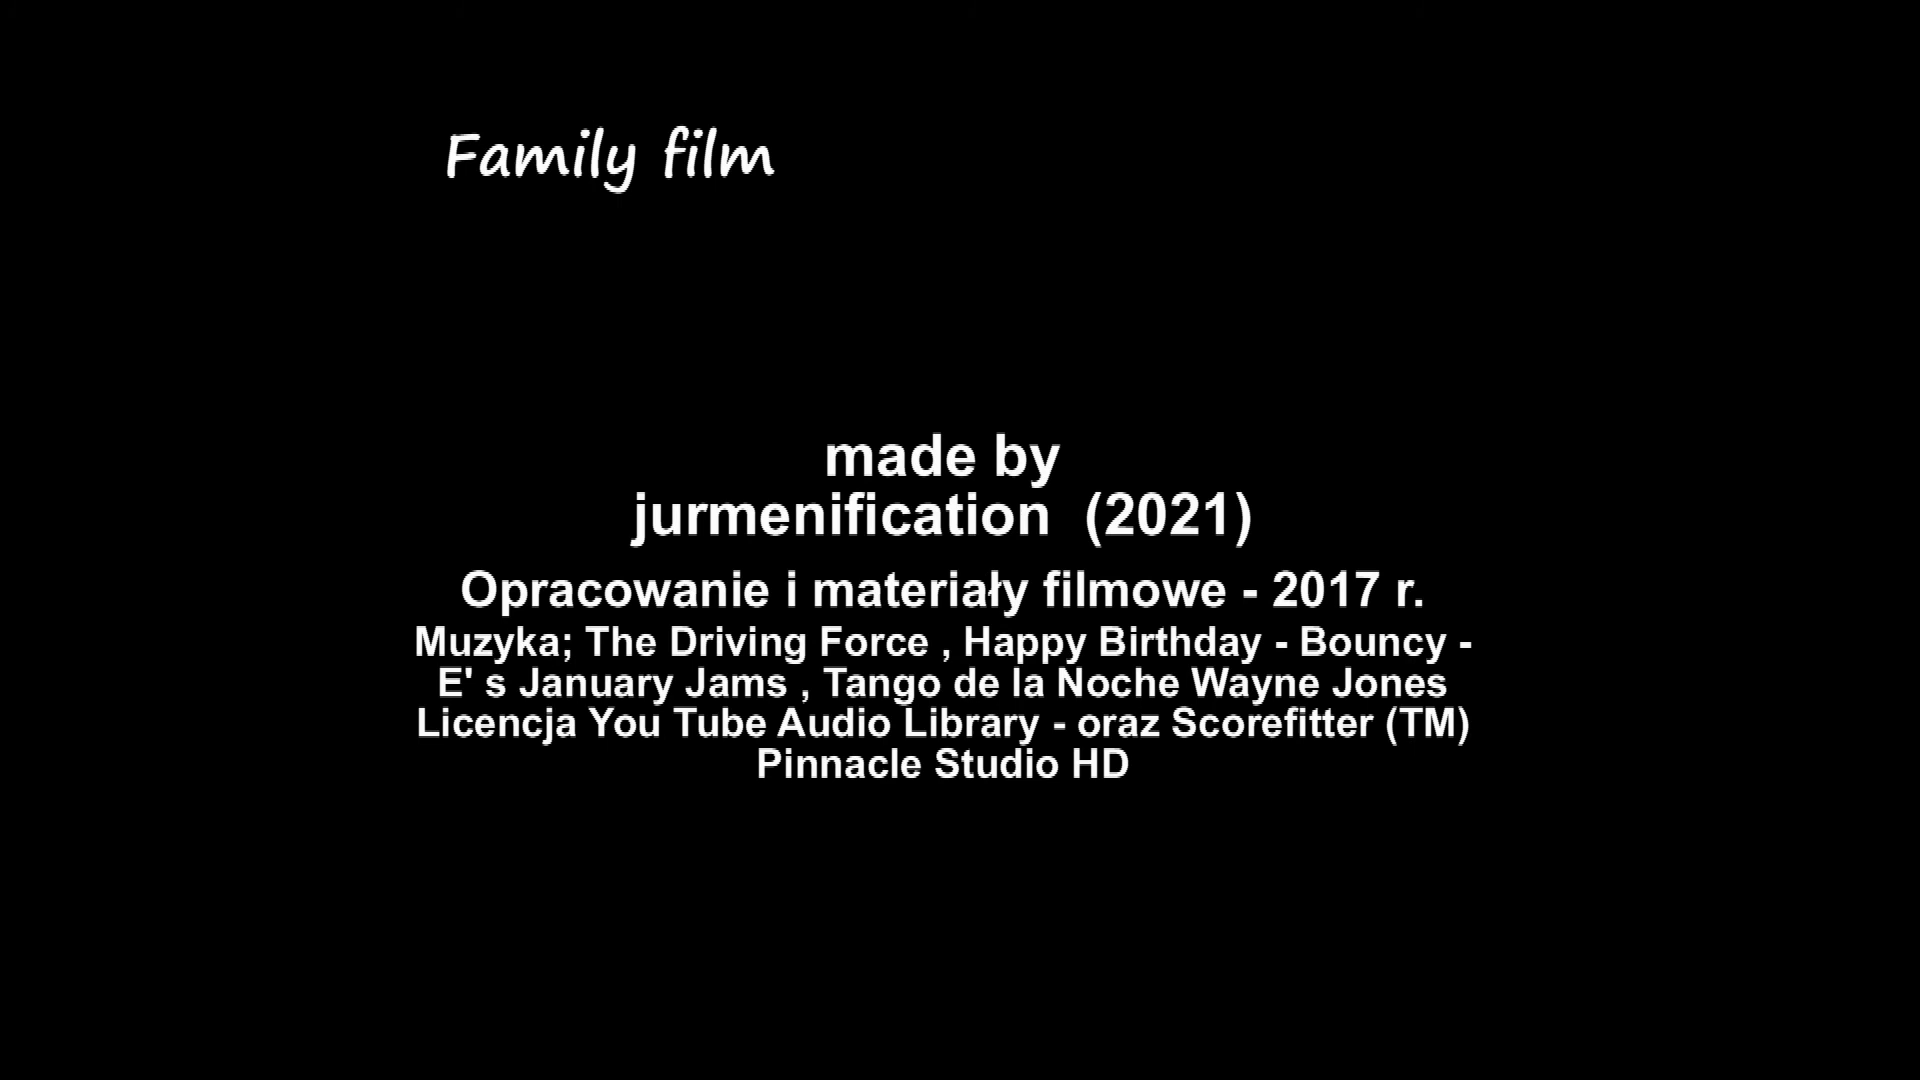 Family film
made by
jurmenification (2021)
Opracowanie i materiały filmowe - 2017 r.
Muzyka; The Driving Force , Happy Birthday - Bouncy -
E' s January Jams , Tango de la Noche Wayne Jones
Licencja You Tube Audio Library - oraz Scorefitter (TM)
Pinnacle Studio HD